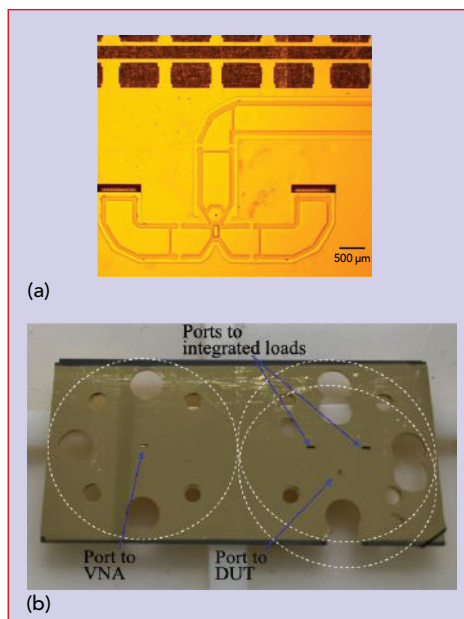 500 µm
(a)
Ports to
integrated loads
Port to
VNA
Port to
DUT
(b)